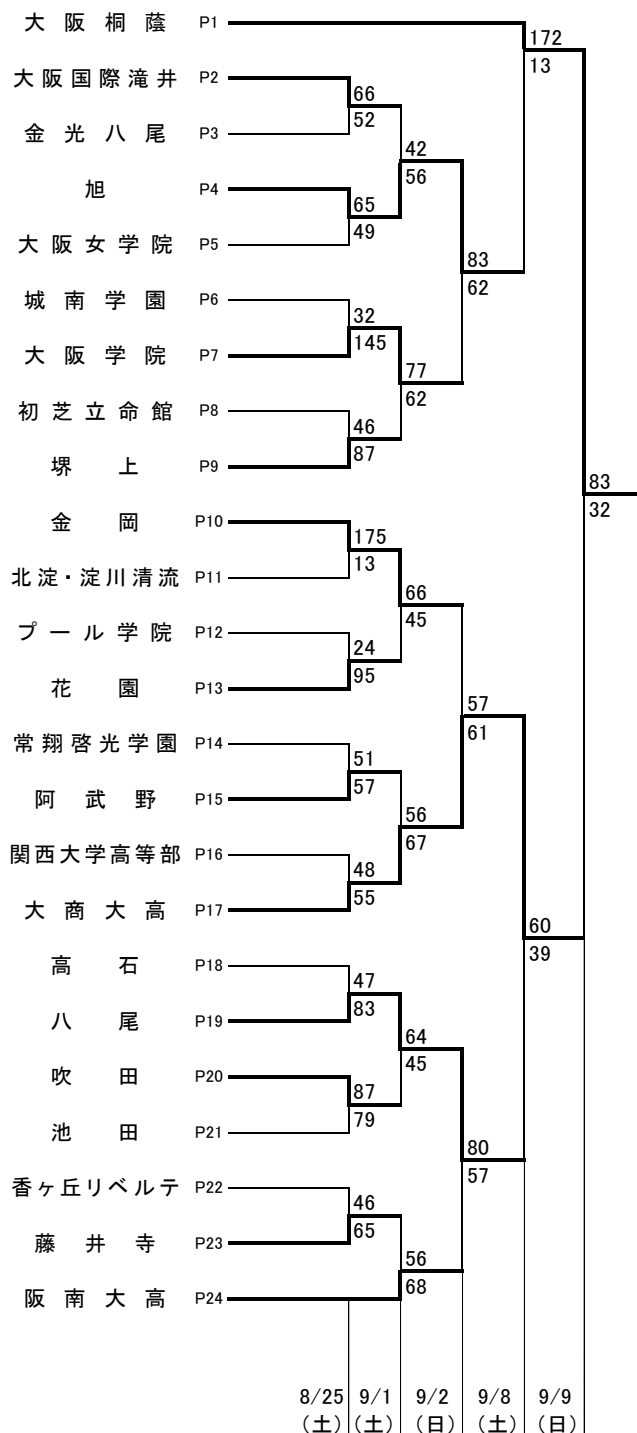 大阪桐蔭 P1
172
13
大阪国際滝井 P2
66
52
金光八尾 P3
42
56
旭 P4
65
49
大阪女学院 P5
83
62
城南学園 P6
32
145
大阪学院 P7
77
62
初芝立命館 P8
46
87
堺上 P9
83
32
金岡 P10
175
13
北淀・淀川清流 P11
66
45
プール学院 P12
24
95
花園 P13
57
61
常翔啓光学園 P14
51
57
阿武野 P15
56
67
関西大学高等部 P16
48
55
大商大高 P17
60
39
高石 P18
47
83
八尾 P19
64
45
吹田 P20
87
79
池田 P21
80
57
香ヶ丘リベルテ P22
46
65
藤井寺 P23
56
68
阪南大高 P24
8/25 9/1 9/2 9/8 9/9
(土) (土) (日) (土) (日)